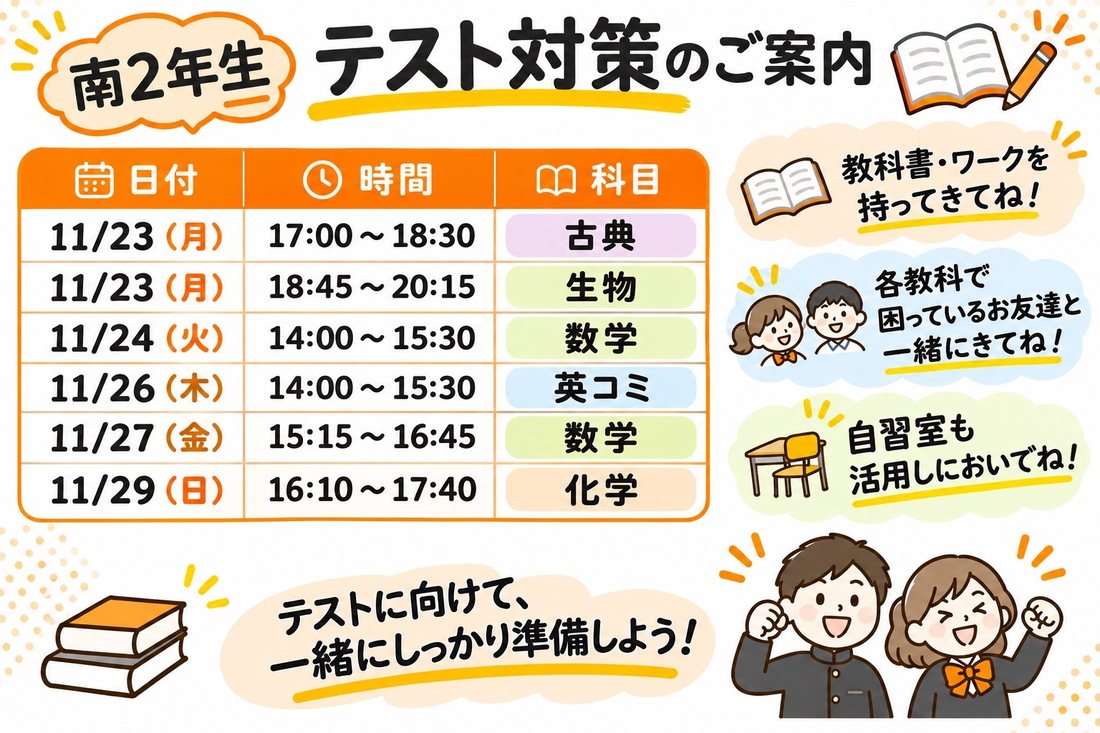 南2年生
テスト対策のご案内
日付 時間 科目
11/23(月) 17:00～18:30 古典
11/23(月) 18:45～20:15 生物
11/24(火) 14:00～15:30 数学
11/26(木) 14:00～15:30 英コミ
11/27(金) 15:15～16:45 数学
11/29(日) 16:10～17:40 化学
教科書・ワークを
持ってきてね！
各教科で
困っているお友達と
一緒にきてね！
自習室も
活用しにおいでね！
テストに向けて、
一緒にしっかり準備しよう！